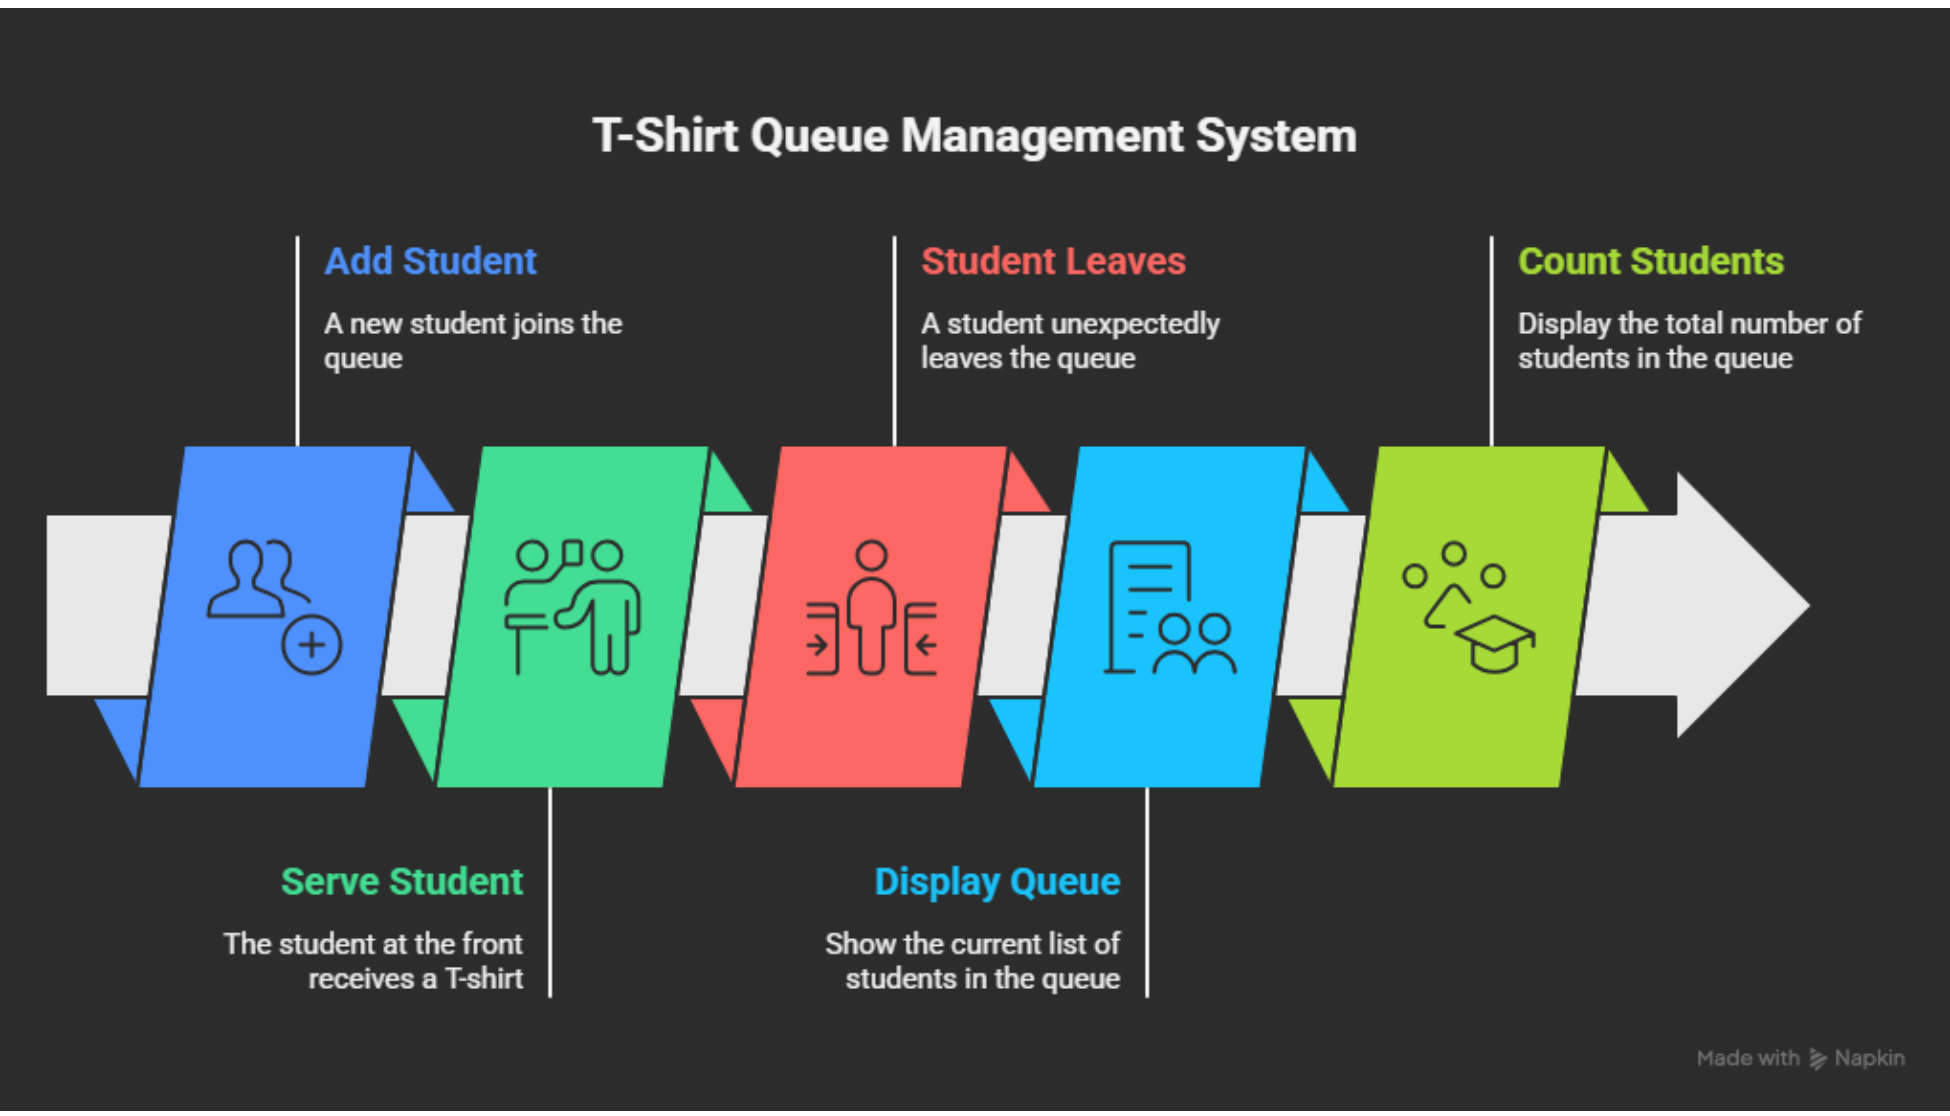 T-Shirt Queue Management System
Add Student
A new student joins the
queue
Student Leaves
A student unexpectedly
leaves the queue
Count Students
Display the total number of
students in the queue
Serve Student
The student at the front
receives a T-shirt
Display Queue
Show the current list of
students in the queue
Made with Napkin